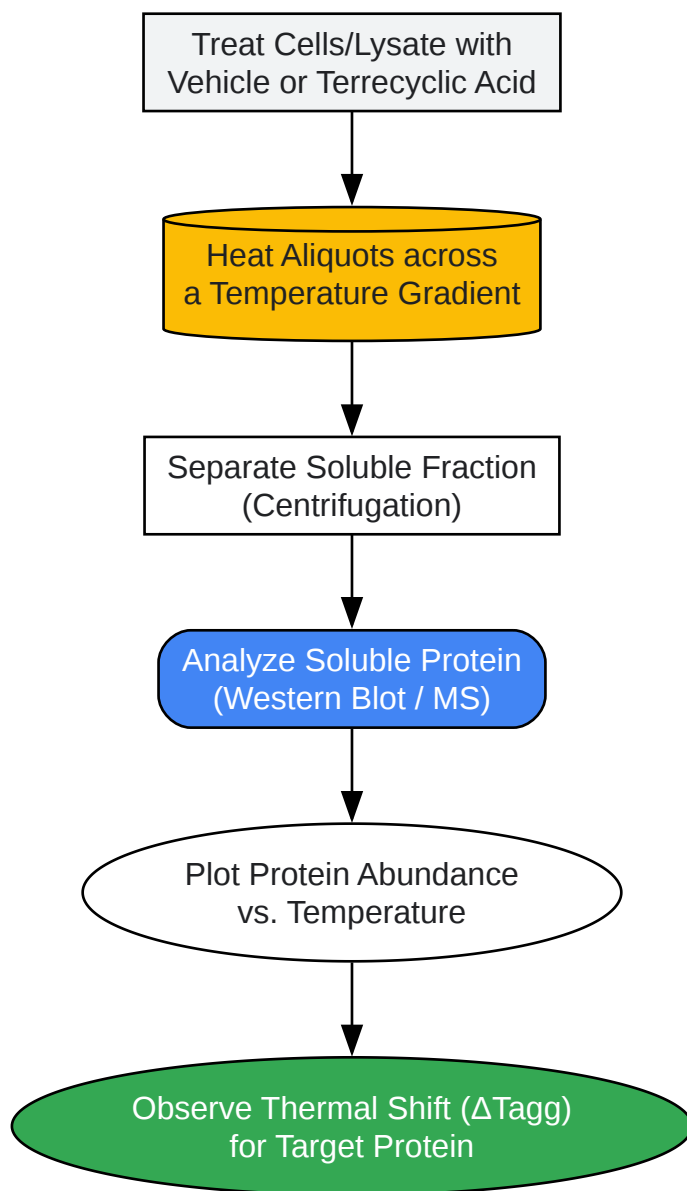 Treat Cells/Lysate with
Vehicle or Terrecyclic Acid
Heat Aliquots across
a Temperature Gradient
Separate Soluble Fraction
(Centrifugation)
Analyze Soluble Protein
(Western Blot / MS)
Plot Protein Abundance
vs. Temperature
Observe Thermal Shift (ΔTagg)
for Target Protein